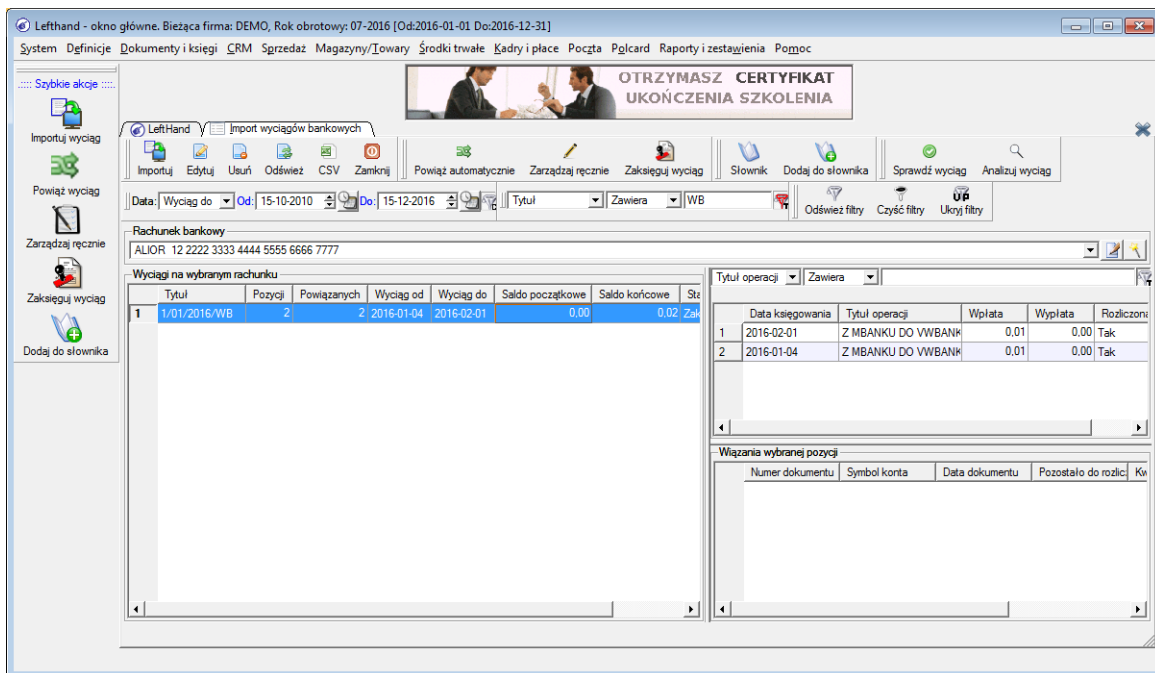 Lefthand - okno główne. Bieżąca firma: DEMO, Rok obrotowy: 07-2016 [Od:2016-01-01 Do:2016-12-31]
System Definicje Dokumenty i księgi CRM Sprzedaż Magazyny/Towary Środki trwałe Kadry i płace Poczta Polcard Raporty i zestawienia Pomoc
.:::: Szybkie akcje ::::.
Importuj wyciąg
Powiąż wyciąg
Zarządzaj ręcznie
Zaksięguj wyciąg
Dodaj do słownika
OTRZYMASZ CERTYFIKAT
UKOŃCZENIA SZKOLENIA
LeftHand Import wyciągów bankowych
Importuj Edytuj Usuń Odśwież CSV Zamknij Powiąż automatycznie Zarządzaj ręcznie Zaksięguj wyciąg Słownik Dodaj do słownika Sprawdź wyciąg Analizuj wyciąg
Data: Wyciąg do Od: 15-10-2010 Do: 15-12-2016 Tytuł Zawiera WB Odśwież filtry Czyść filtry UP Ukryj filtry
Rachunek bankowy
ALIOR 12 2222 3333 4444 5555 6666 7777
Wyciągi na wybranym rachunku
Tytuł Pozycji Powiązanych Wyciąg od Wyciąg do Saldo początkowe Saldo końcowe Sta
1 1/01/2016/WB 2 2 2016-01-04 2016-02-01 0,00 0,02 Zak
Tytuł operacji Zawiera
Data księgowania Tytuł operacji Wpłata Wypłata Rozliczona
1 2016-02-01 Z MBANKU DO VWBANK 0,01 0,00 Tak
2 2016-01-04 Z MBANKU DO VWBANK 0,01 0,00 Tak
Wiązania wybranej pozycji
Numer dokumentu Symbol konta Data dokumentu Pozostało do rozlic: Kw